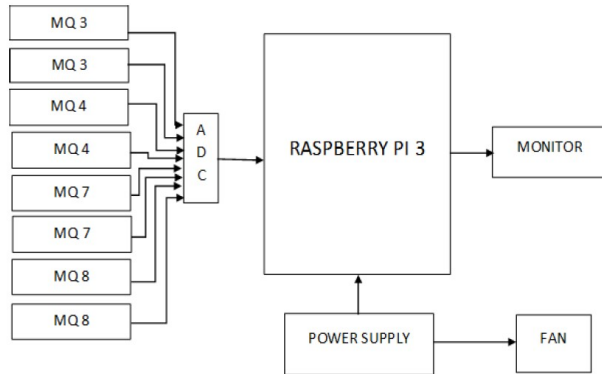 MQ 3
MQ 3
MQ 4
MQ 4
MQ 7
MQ 7
MQ 8
MQ 8
A
D
C
RASPBERRY PI 3
MONITOR
POWER SUPPLY
FAN